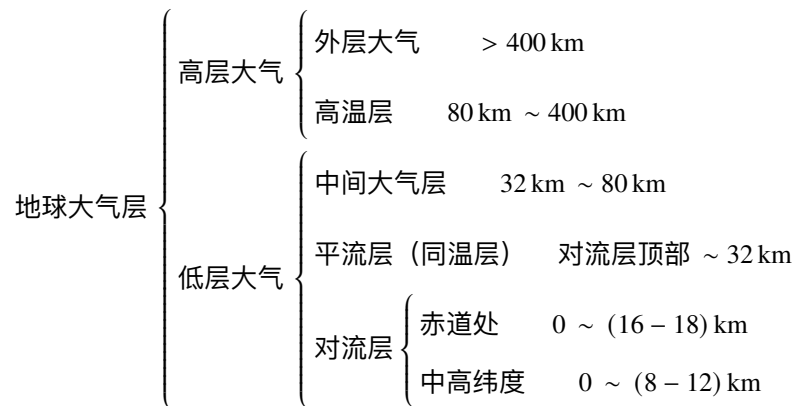 外层大气 > 400 km
高层大气
高温层 80 km ~ 400 km
中间大气层 32 km ~ 80 km
地球大气层
平流层（同温层） 对流层顶部 ~ 32 km
低层大气
赤道处 0 ~ (16 − 18) km
对流层
中高纬度 0 ~ (8 − 12) km